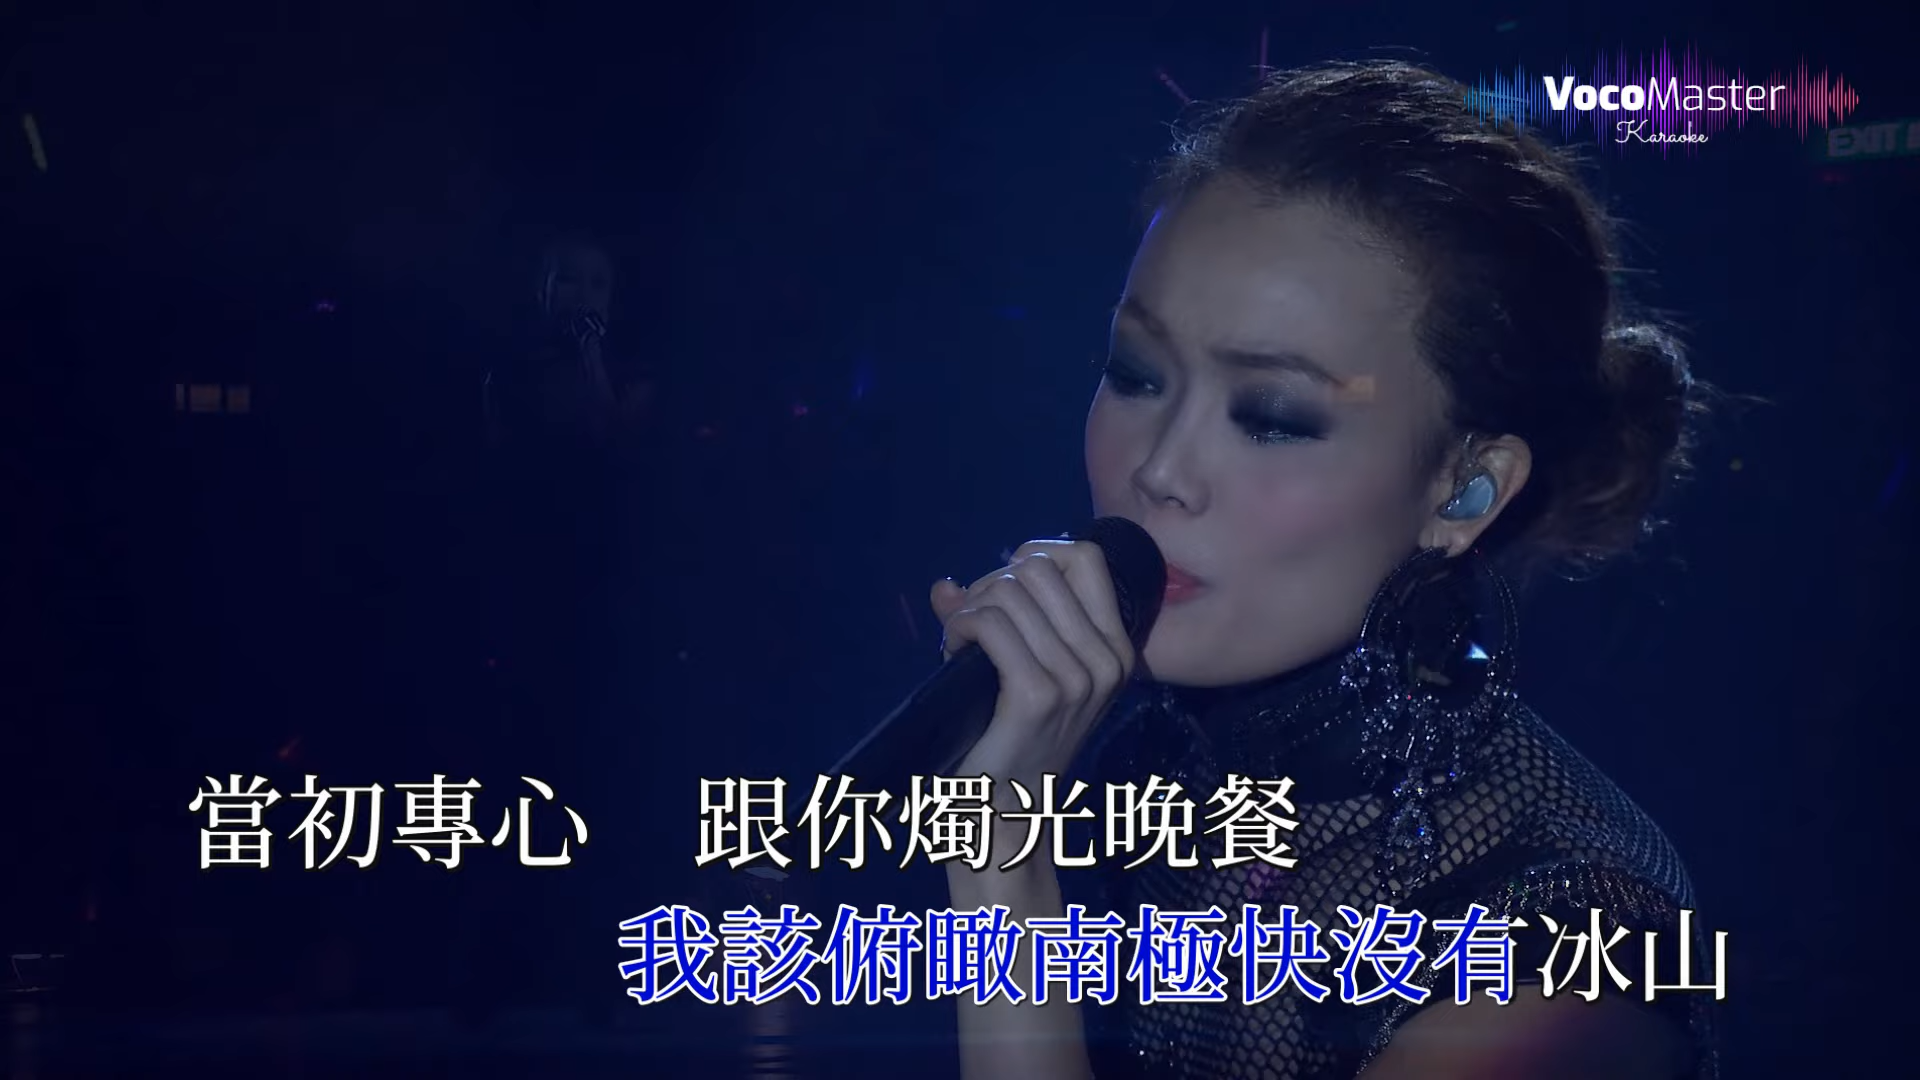 VocoMaster
Karaoke
EXIT
當初專心 跟你燭光晚餐
我該俯瞰南極快沒有冰山